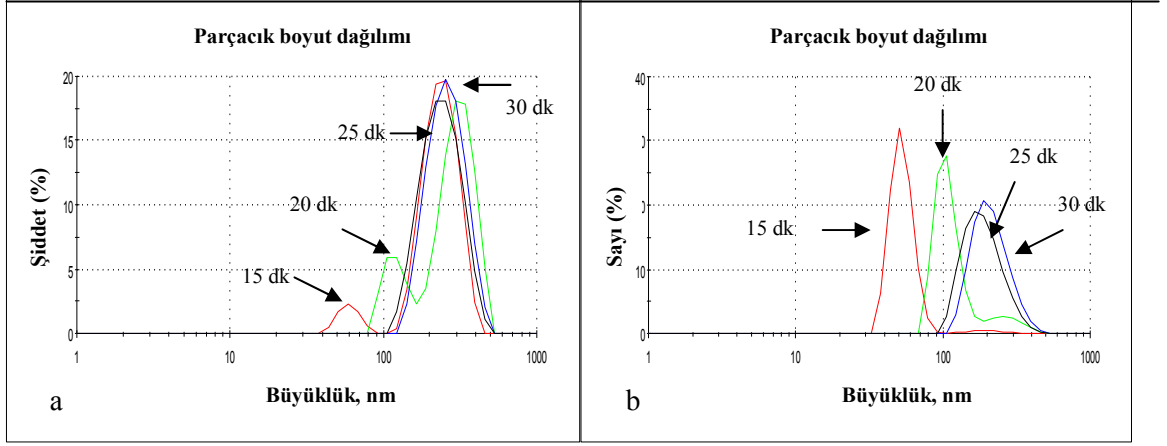 Parçacık boyut dağılımı
20
15
10
5
0
Şiddet (%)
30 dk
25 dk
20 dk
15 dk
1
10
100
1000
Büyüklük, nm
a
Parçacık boyut dağılımı
40
30
20
10
0
Sayı (%)
20 dk
25 dk
30 dk
15 dk
1
10
100
1000
Büyüklük, nm
b